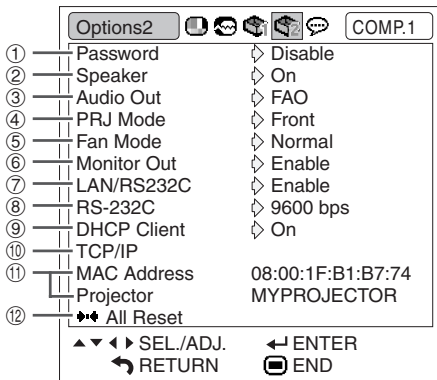 Options2 1 2 COMP.1
① Password Disable
② Speaker On
③ Audio Out FAO
④ PRJ Mode Front
⑤ Fan Mode Normal
⑥ Monitor Out Enable
⑦ LAN/RS232C Enable
⑧ RS-232C 9600 bps
⑨ DHCP Client On
⑩ TCP/IP
⑪ MAC Address 08:00:1F:B1:B7:74
Projector MYPROJECTOR
⑫ All Reset
SEL./ADJ. ENTER
RETURN END